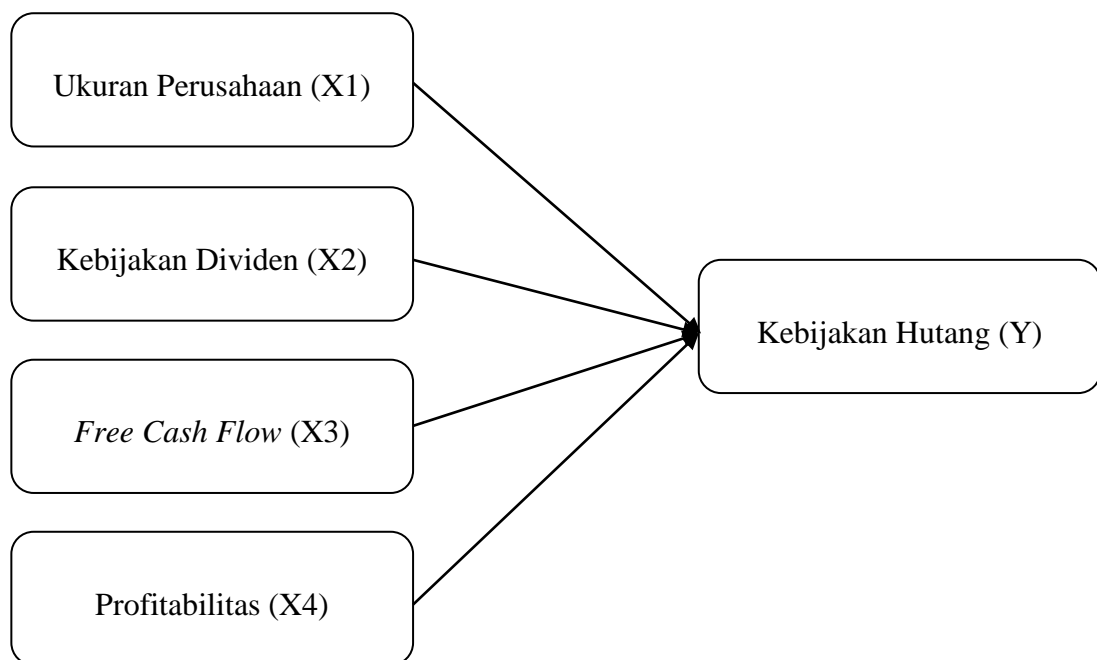 Ukuran Perusahaan (X1)
Kebijakan Dividen (X2)
Kebijakan Hutang (Y)
Free Cash Flow (X3)
Profitabilitas (X4)